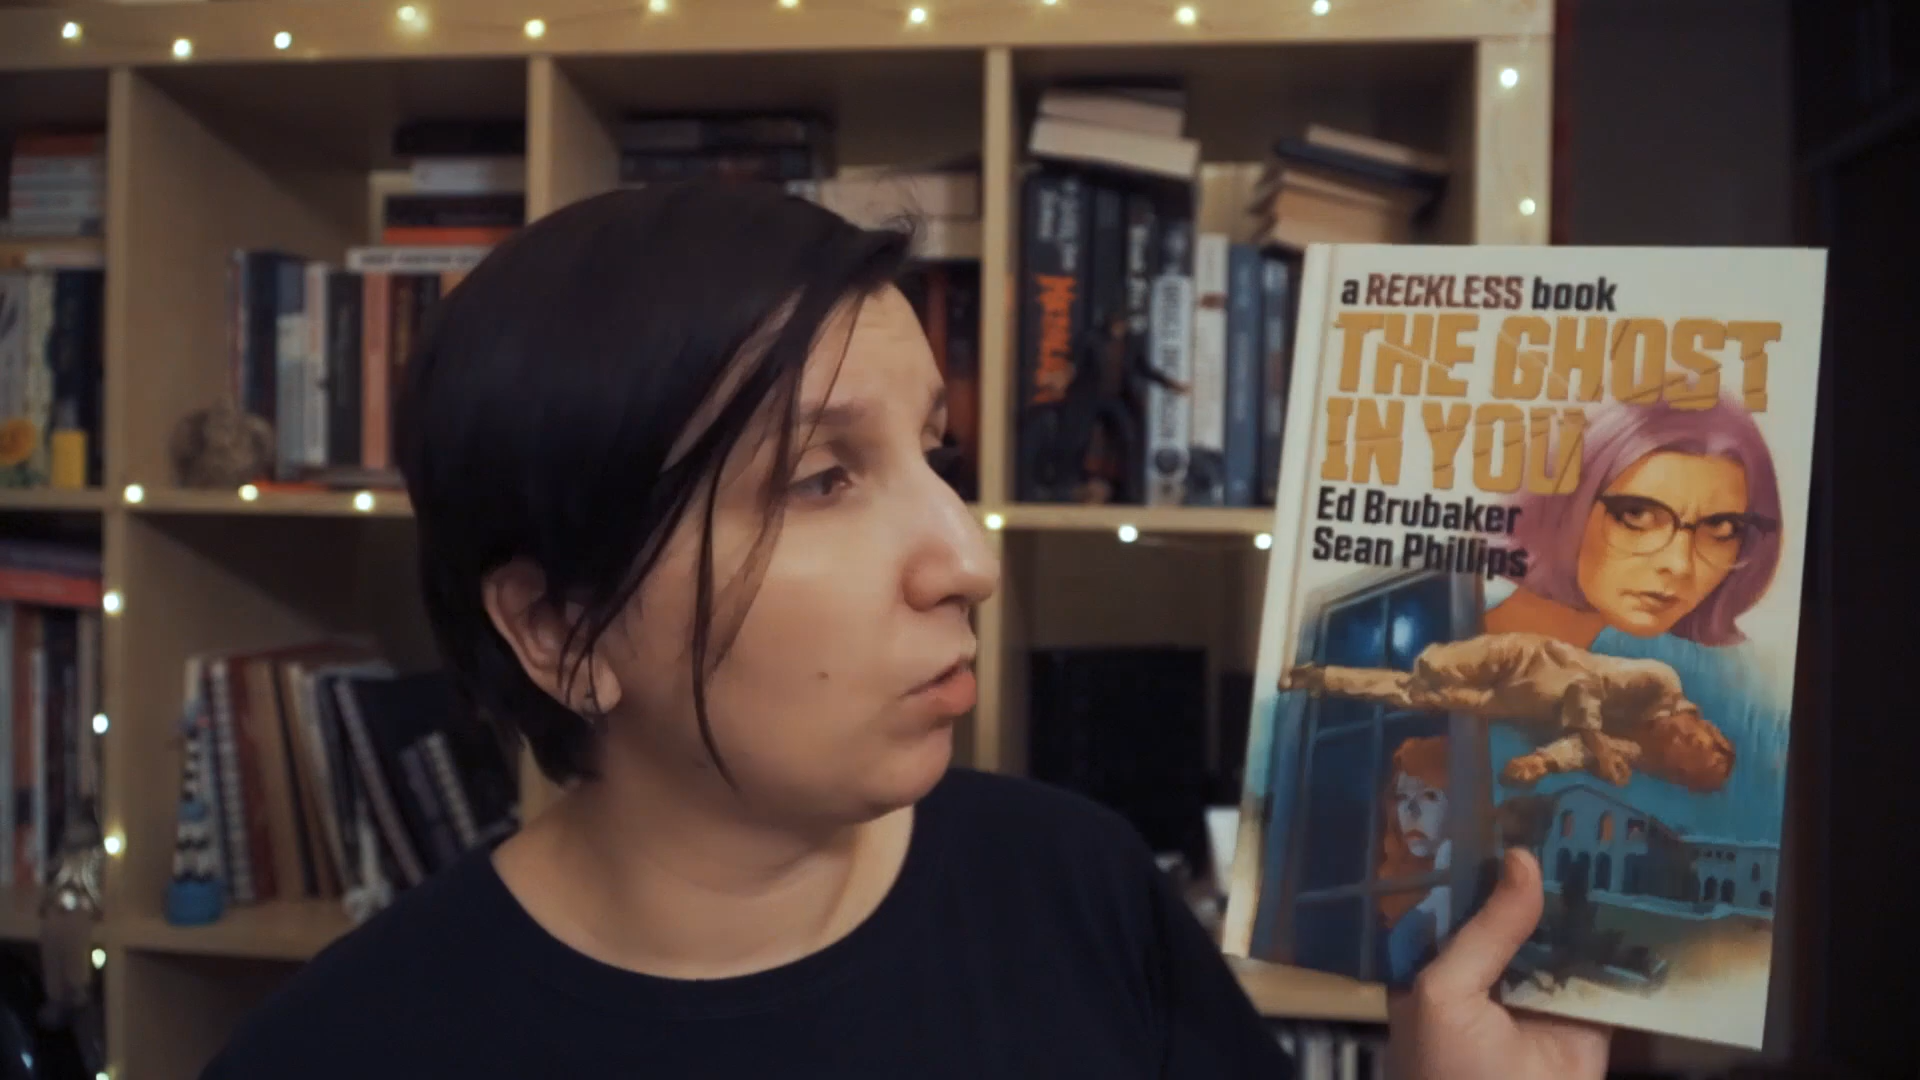 a RECKLESS book
THE GHOST
IN YOU
Ed Brubaker
Sean Phillips